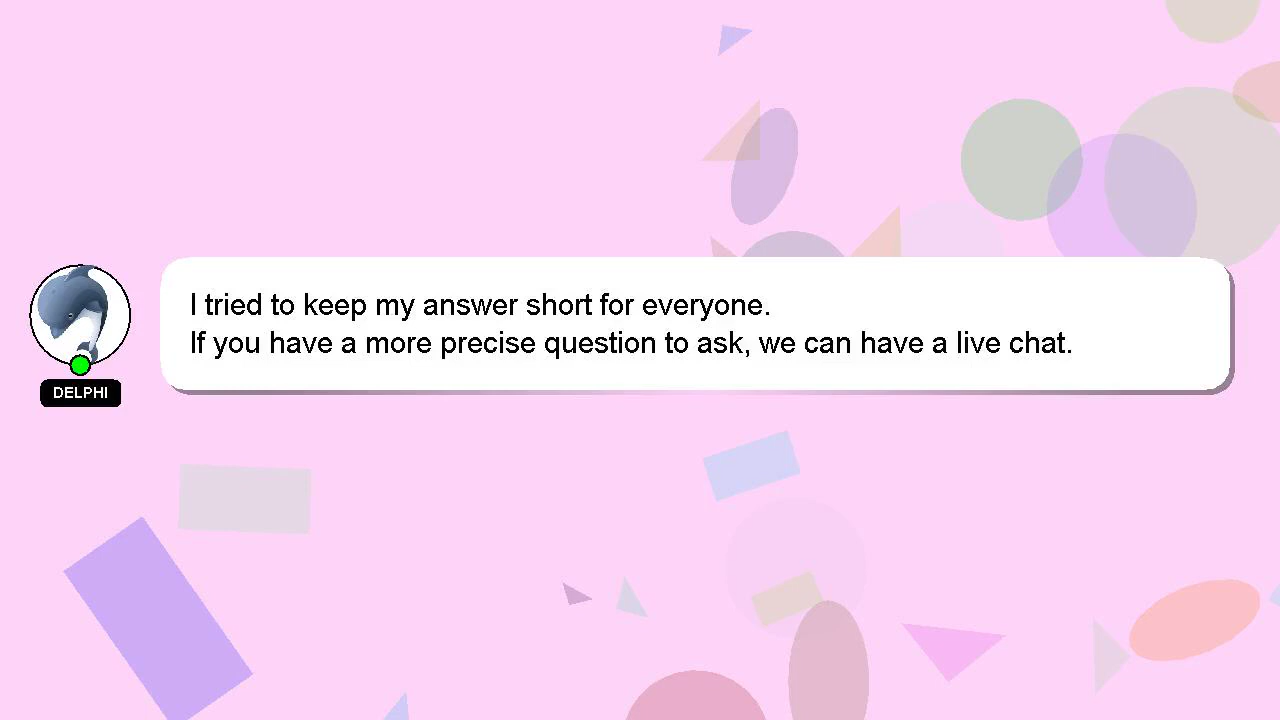 I tried to keep my answer short for everyone.
If you have a more precise question to ask, we can have a live chat.
DELPHI